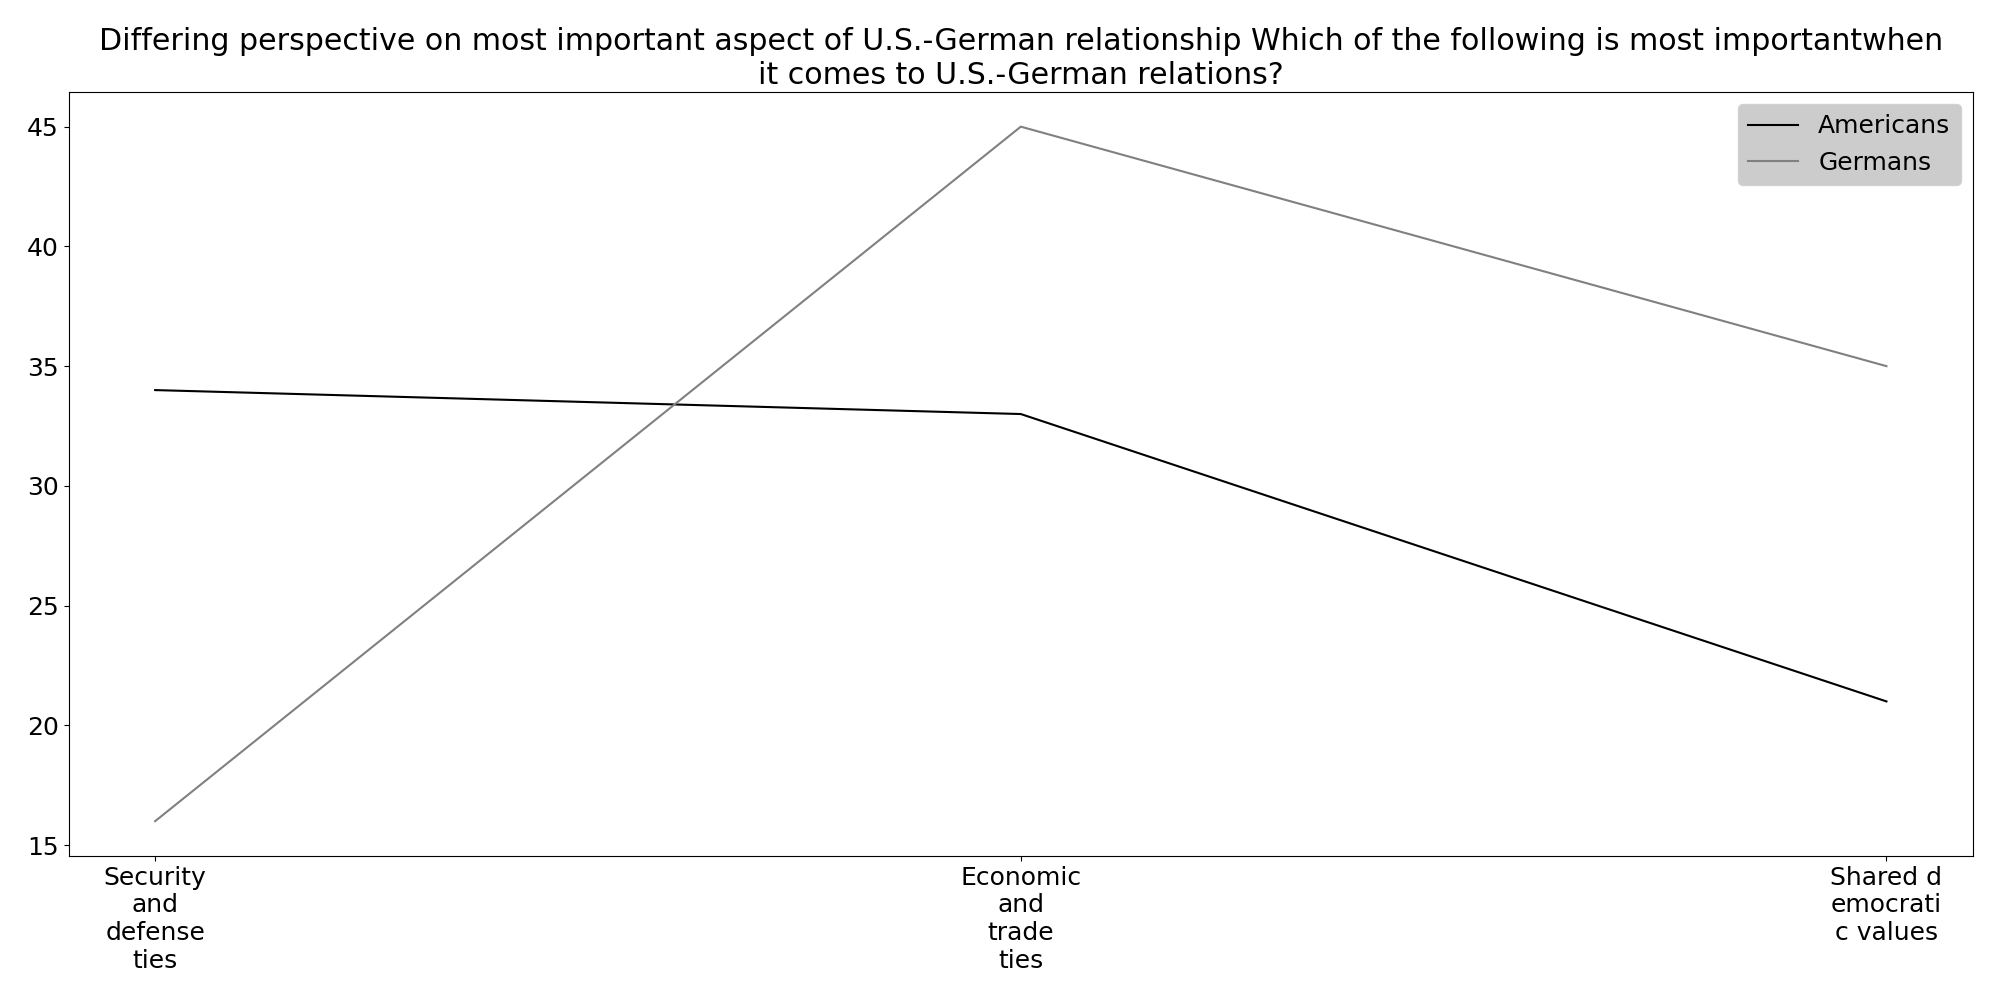 Differing perspective on most important aspect of U.S.-German relationship Which of the following is most importantwhen
it comes to U.S.-German relations?
Americans
Germans
45
40
35
30
25
20
15
Security
and
defense
ties
Economic
and
trade
ties
Shared d
emocrati
c values